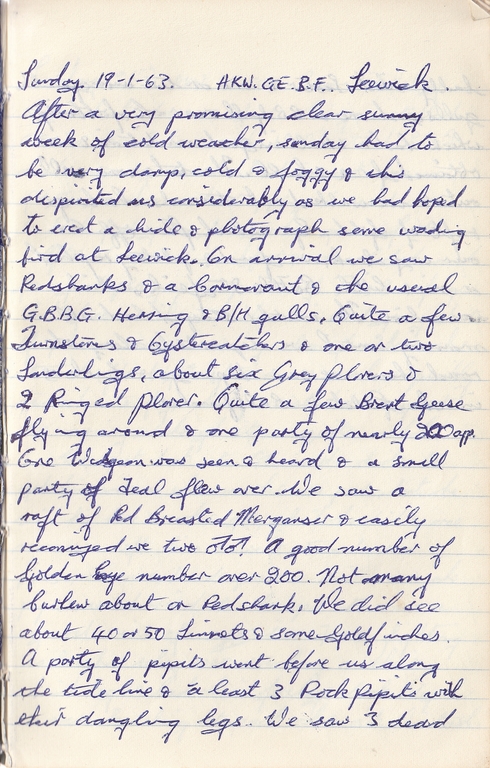 Sunday. 19-1-63. AKW. GE. B.F. Leewick.
After a very promising clear sunny
week of cold weather, sunday had to
be very damp, cold & foggy & this
dispirated us considerably as we had hoped
to erect a hide & photograph some wading
bird at Leewick. On arrival we saw
Redshanks & a Cormorant & the usual
G.B.B.G. Herring & B/H gulls. Quite a few
Turnstones & Oystercatchers & one or two
Sanderlings, about six Grey Plovers &
2 Ringed Plover. Quite a few Brent Geese
flying around & one party of nearly 200 app.
One Widgeon was seen & heard & a small
party of Teal flew over. We saw a
raft of Red Breasted Merganser & easily
recognized we two ♂♂. A good number of
Golden Eye number over 200. Not many
Curlew about or Redshank. We did see
about 40 or 50 Linnets & some Goldfinches.
A party of pipits went before us along
the tide line & a least 3 Rock Pipits with
their dangling legs. We saw 3 dead